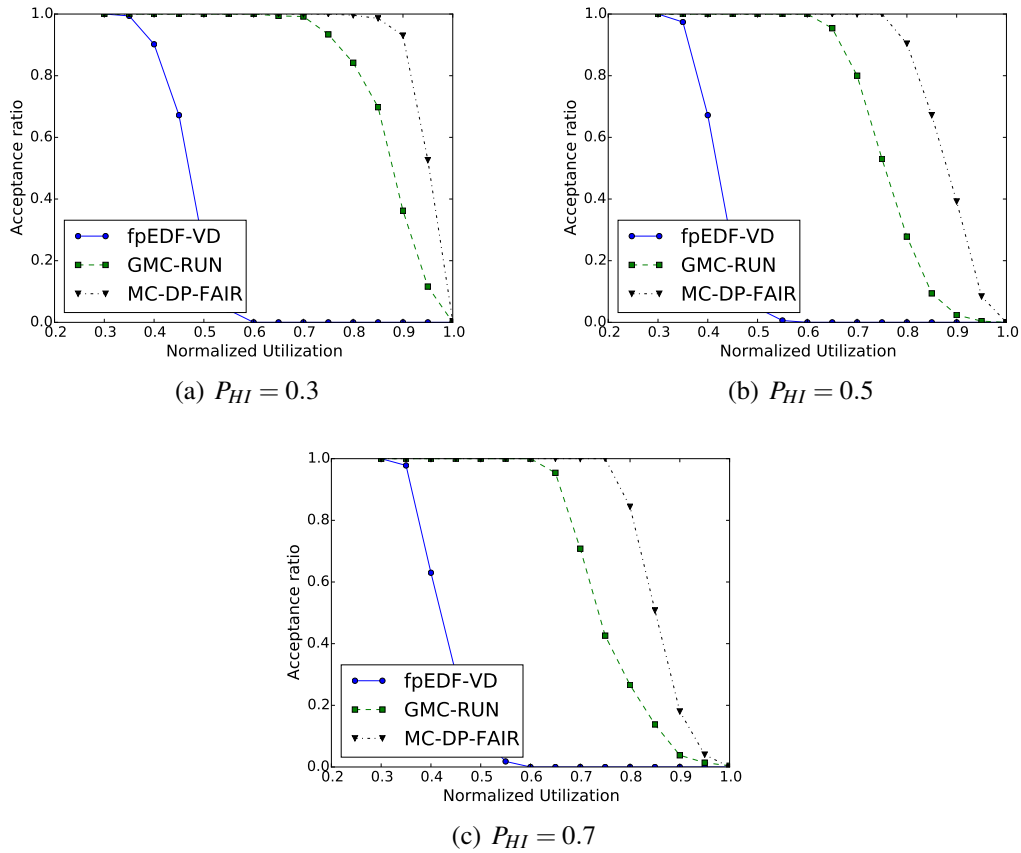 1.0
0.8
0.6
0.4
0.2
0.0
Acceptance ratio
fpEDF-VD
GMC-RUN
MC-DP-FAIR
0.2 0.3 0.4 0.5 0.6 0.7 0.8 0.9 1.0
Normalized Utilization
(a) P_HI = 0.3
1.0
0.8
0.6
0.4
0.2
0.0
Acceptance ratio
fpEDF-VD
GMC-RUN
MC-DP-FAIR
0.2 0.3 0.4 0.5 0.6 0.7 0.8 0.9 1.0
Normalized Utilization
(b) P_HI = 0.5
1.0
0.8
0.6
0.4
0.2
0.0
Acceptance ratio
fpEDF-VD
GMC-RUN
MC-DP-FAIR
0.2 0.3 0.4 0.5 0.6 0.7 0.8 0.9 1.0
Normalized Utilization
(c) P_HI = 0.7